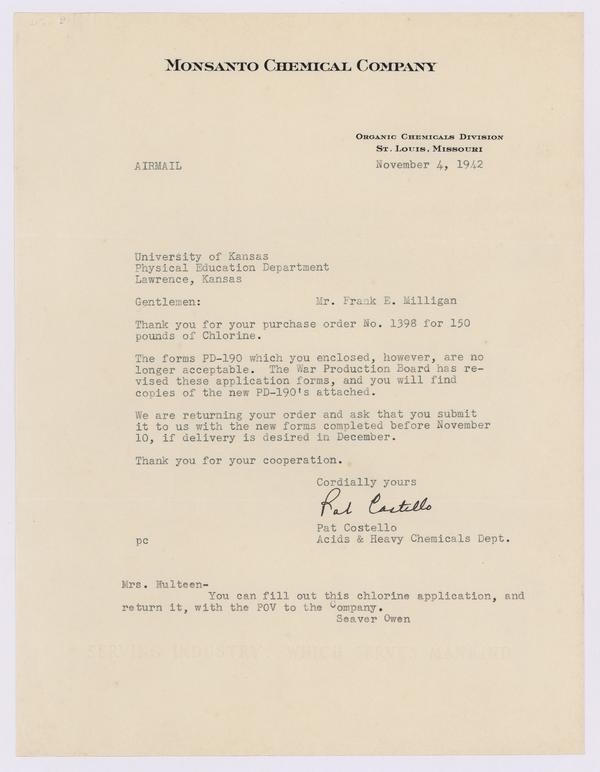 MONSANTO CHEMICAL COMPANY
ORGANIC CHEMICALS DIVISION
ST. LOUIS, MISSOURI
AIRMAIL
November 4, 1942
University of Kansas
Physical Education Department
Lawrence, Kansas
Gentlemen: Mr. Frank E. Milligan
Thank you for your purchase order No. 1398 for 150
pounds of Chlorine.
The forms PD-190 which you enclosed, however, are no
longer acceptable. The War Production Board has re-
vised these application forms, and you will find
copies of the new PD-190's attached.
We are returning your order and ask that you submit
it to us with the new forms completed before November
10, if delivery is desired in December.
Thank you for your cooperation.
Cordially yours
Pat Costello
Pat Costello
pc Acids & Heavy Chemicals Dept.
Mrs. Hulteen-
You can fill out this chlorine application, and
return it, with the POV to the Company.
Seaver Owen
SERVING INDUSTRY WHICH SERVES MANKIND